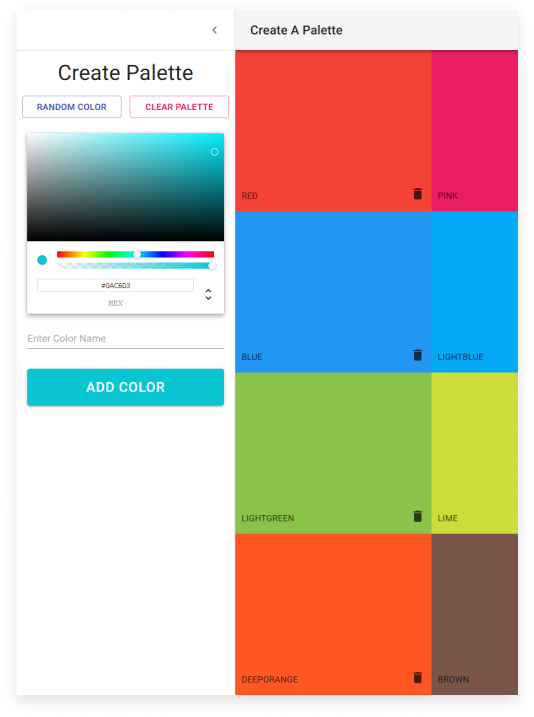 Create A Palette
Create Palette
RANDOM COLOR
CLEAR PALETTE
#0AC6D3
HEX
Enter Color Name
ADD COLOR
RED
PINK
BLUE
LIGHTBLUE
LIGHTGREEN
LIME
DEEPORANGE
BROWN